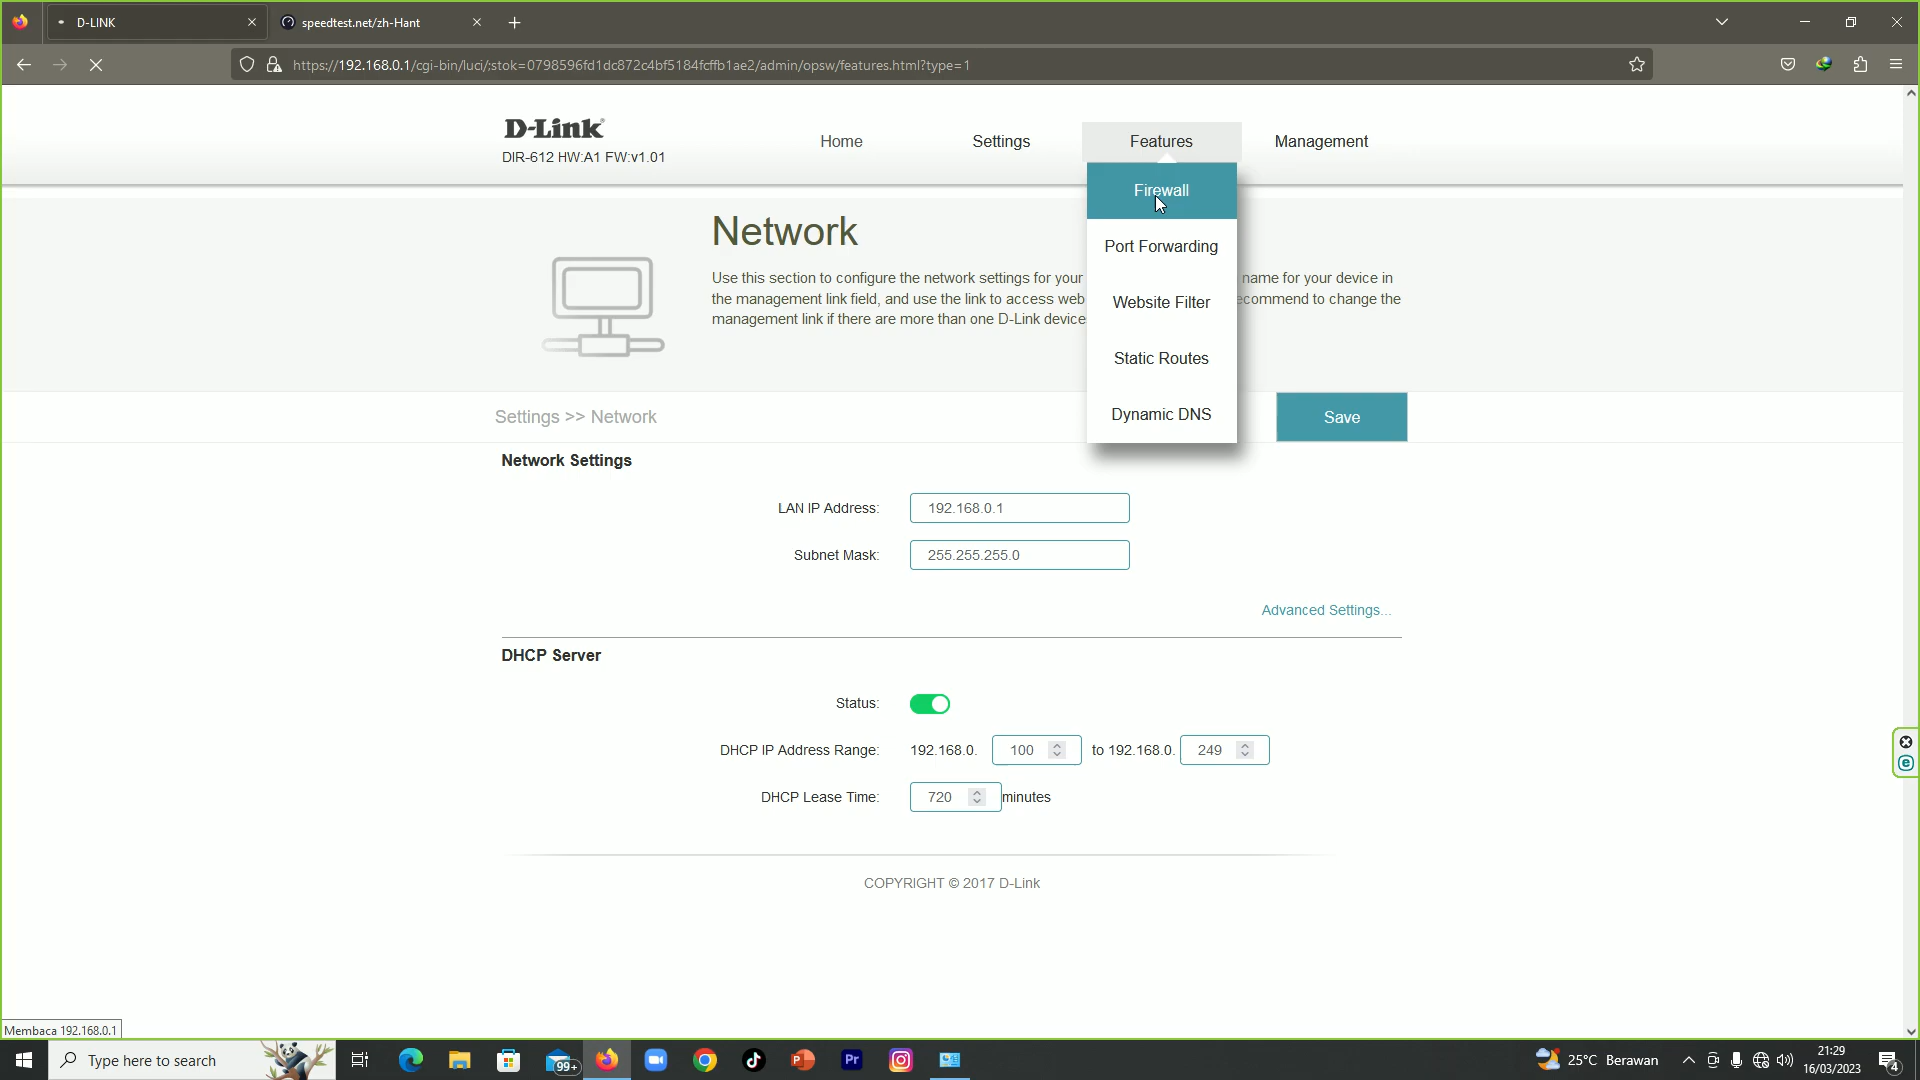 D-LINK
speedtest.net/zh-Hant
https://192.168.0.1/cgi-bin/luci/;stok=0798596fd1dc872c4bf5184fcffb1ae2/admin/opsw/features.html?type=1
D-Link
DIR-612 HW:A1 FW:v1.01
Home
Settings
Features
Management
Firewall
Port Forwarding
Website Filter
Static Routes
Dynamic DNS
Network
Use this section to configure the network settings for your name for your device in
the management link field, and use the link to access web ecommend to change the
management link if there are more than one D-Link device
Settings >> Network
Save
Network Settings
LAN IP Address: 192.168.0.1
Subnet Mask: 255.255.255.0
Advanced Settings...
DHCP Server
Status:
DHCP IP Address Range: 192.168.0. 100 to 192.168.0. 249
DHCP Lease Time: 720 minutes
COPYRIGHT © 2017 D-Link
Membaca 192.168.0.1
Type here to search
99+
Pr
25°C Berawan
21:29
16/03/2023
4